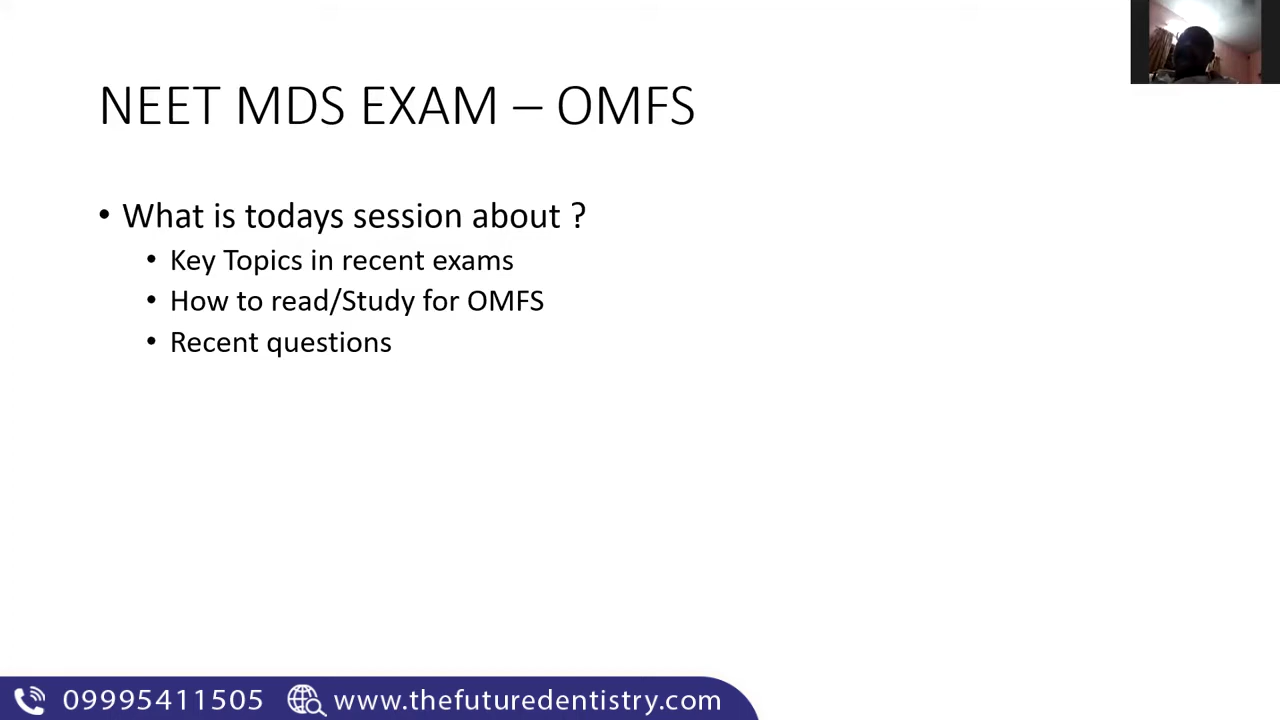 NEET MDS EXAM – OMFS
• What is todays session about ?
• Key Topics in recent exams
• How to read/Study for OMFS
• Recent questions
09995411505 www.thefuturedentistry.com